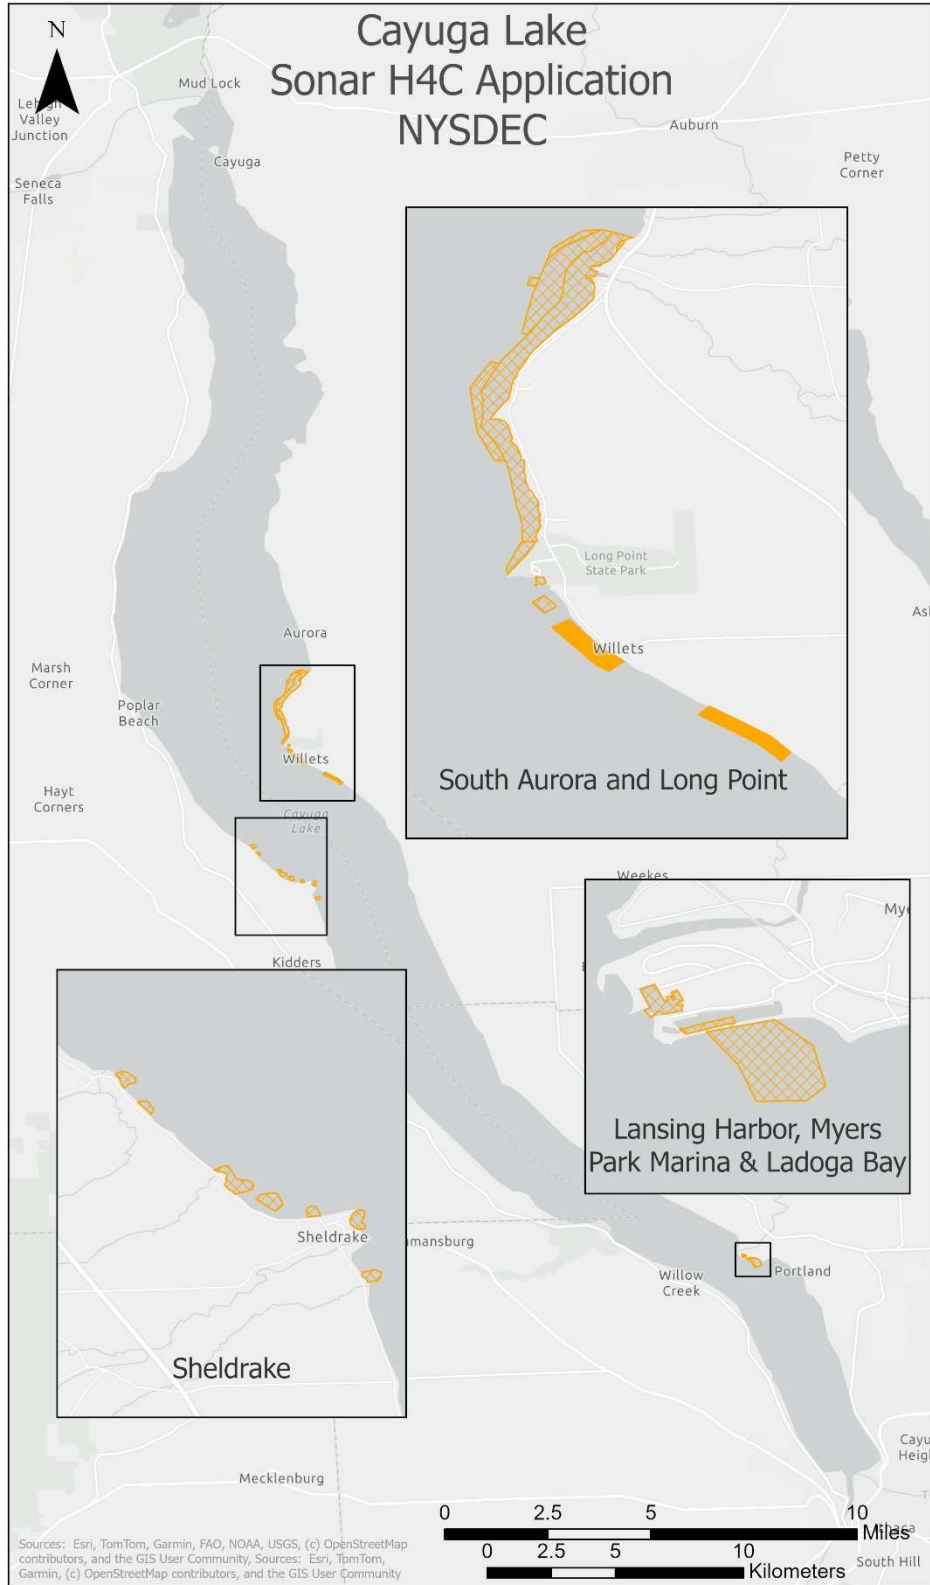 N
Cayuga Lake
Sonar H4C Application
NYSDEC
Mud Lock
Valley
Junction
Cayuga
Seneca
Falls
Auburn
Petty
Corner
Long Point
State Park
Willets
South Aurora and Long Point
Aurora
Marsh
Corner
Poplar
Beach
Willets
Hayt
Corners
Cayuga
Lake
Weekes
Kidders
Lansing Harbor, Myers
Park Marina & Ladoga Bay
Sheldrake
Sheldrake
amansburg
Willow
Creek
Portland
Mecklenburg
0 2.5 5 10
Miles
0 2.5 5 10
Kilometers
South Hill
Sources: Esri, TomTom, Garmin, FAO, NOAA, USGS, (c) OpenStreetMap
contributors, and the GIS User Community, Sources: Esri, TomTom,
Garmin, (c) OpenStreetMap contributors, and the GIS User Community